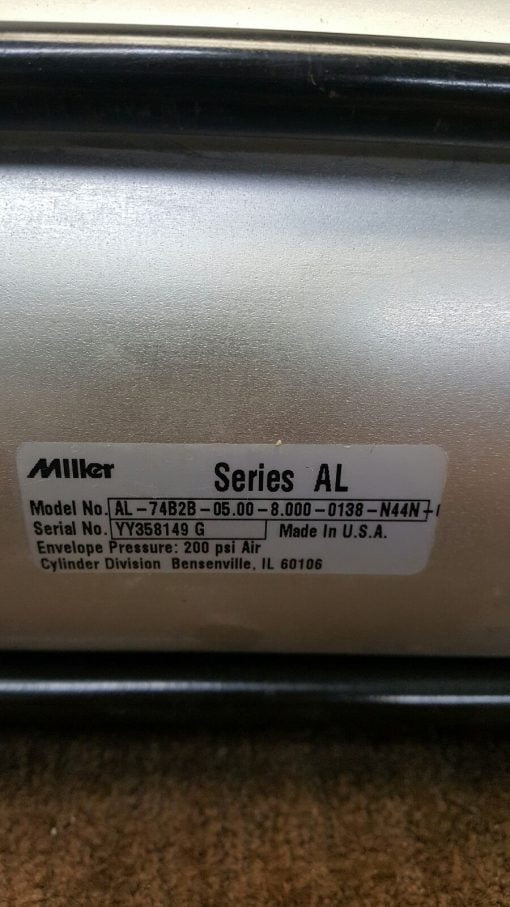 Miller
Series AL
Model No. AL-74B2B-05.00-8.000-0138-N44N-
Serial No. YY358149 G Made In U.S.A.
Envelope Pressure: 200 psi Air
Cylinder Division Bensenville, IL 60106